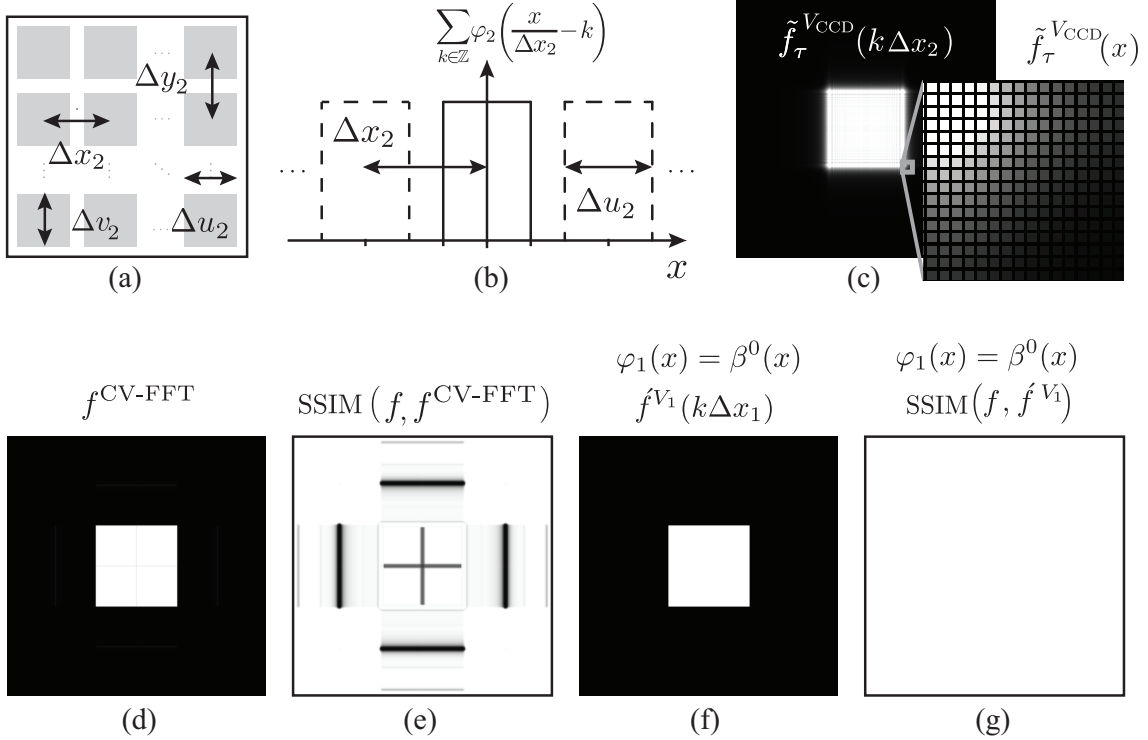 Δy₂
Δx₂
Δv₂
Δu₂
(a)
∑_{k∈ℤ} φ₂(x/Δx₂ − k)
Δx₂
Δu₂
...
...
x
(b)
f̃_τ^{V_CCD}(k Δx₂)
f̃_τ^{V_CCD}(x)
(c)
f^{CV-FFT}
(d)
SSIM(f, f^{CV-FFT})
(e)
φ₁(x) = β⁰(x)
f́^{V₁}(kΔx₁)
(f)
φ₁(x) = β⁰(x)
SSIM(f, f́^{V₁})
(g)